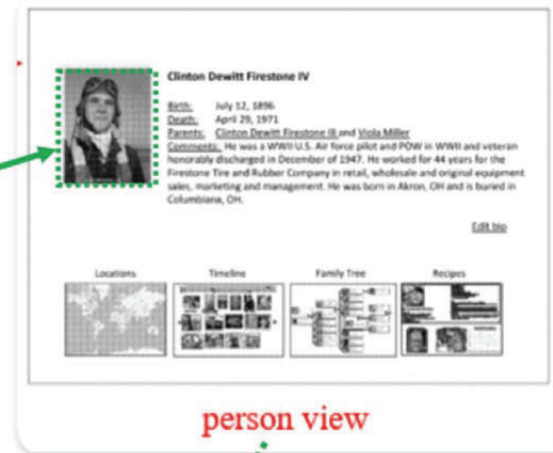 Clinton Dewitt Firestone IV
Birth: July 12, 1896
Death: April 29, 1971
Parents: Clinton Dewitt Firestone III and Viola Miller
Comments: He was a WWII U.S. Air force pilot and POW in WWII and veteran
honorably discharged in December of 1947. He worked for 44 years for the
Firestone Tire and Rubber Company in retail, wholesale and original equipment
sales, marketing and management. He was born in Akron, OH and is buried in
Columbiana, OH.
Edit bio
Locations Timeline Family Tree Recipes
person view